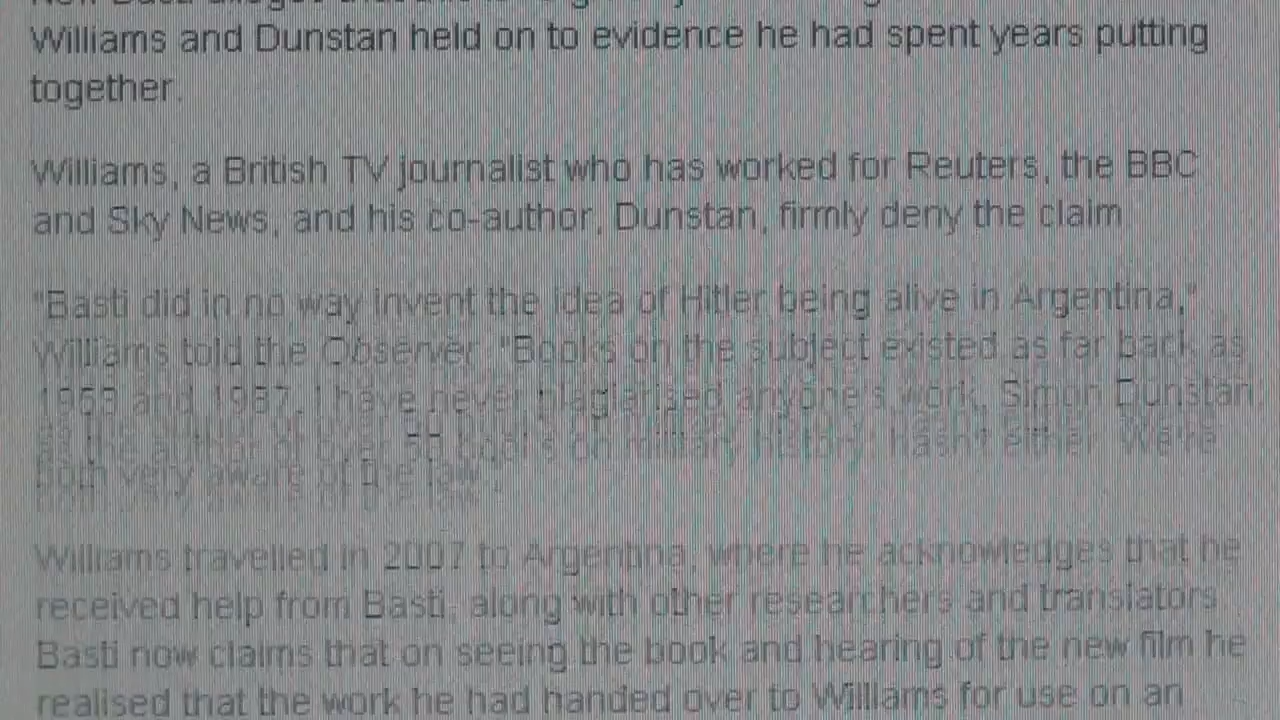 Williams and Dunstan held on to evidence he had spent years putting
together.
Williams, a British TV journalist who has worked for Reuters, the BBC
and Sky News, and his co-author, Dunstan, firmly deny the claim
"Basti did in no way invent the idea of Hitler being alive in Argentina,"
Williams told the Observer. "Books on the subject existed as far back as
and 1987. I have never plagiarised anyone's work. Simon Dunstan
as the author of over books on military history, hasn't either. We're
both very aware of the law."
Williams travelled in 2007 to Argentina, where he acknowledges that he
received help from Basti, along with other researchers and translators
Basti now claims that on seeing the book and hearing of the new film he
realised that the work he had handed over to Williams for use on an